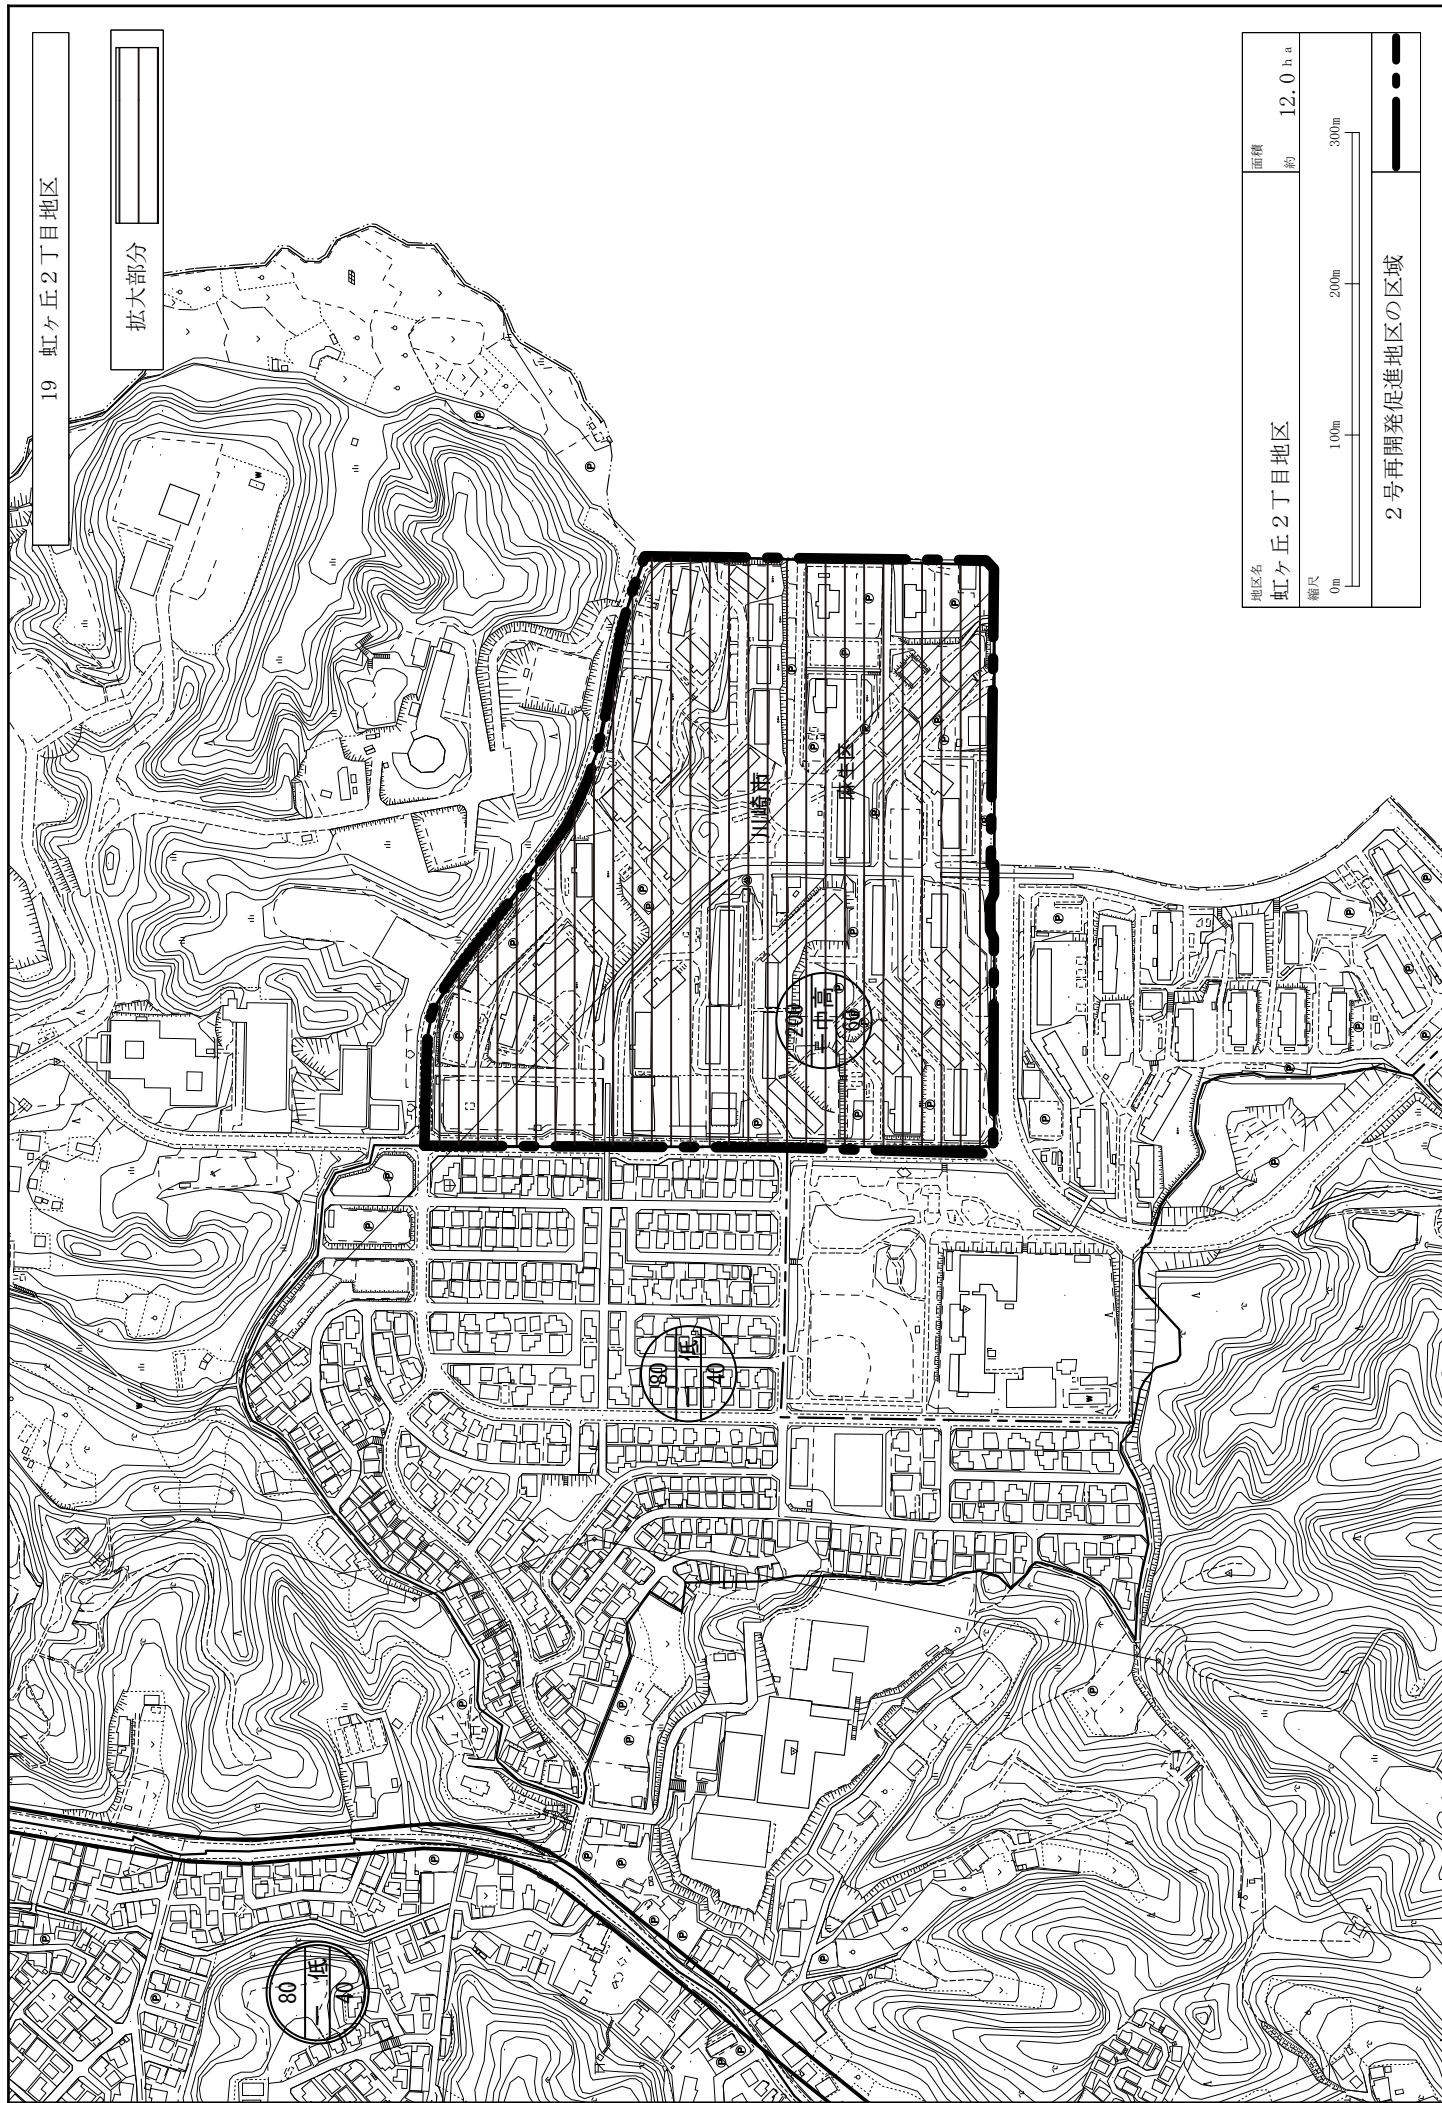 19 虹ヶ丘2丁目地区
拡大部分
川崎市
麻生区
200
一中高
60
80
一低
40
80
一低
40
地区名
虹ヶ丘2丁目地区
面積
約 12.0ha
縮尺
0m 100m 200m 300m
2号再開発促進地区の区域